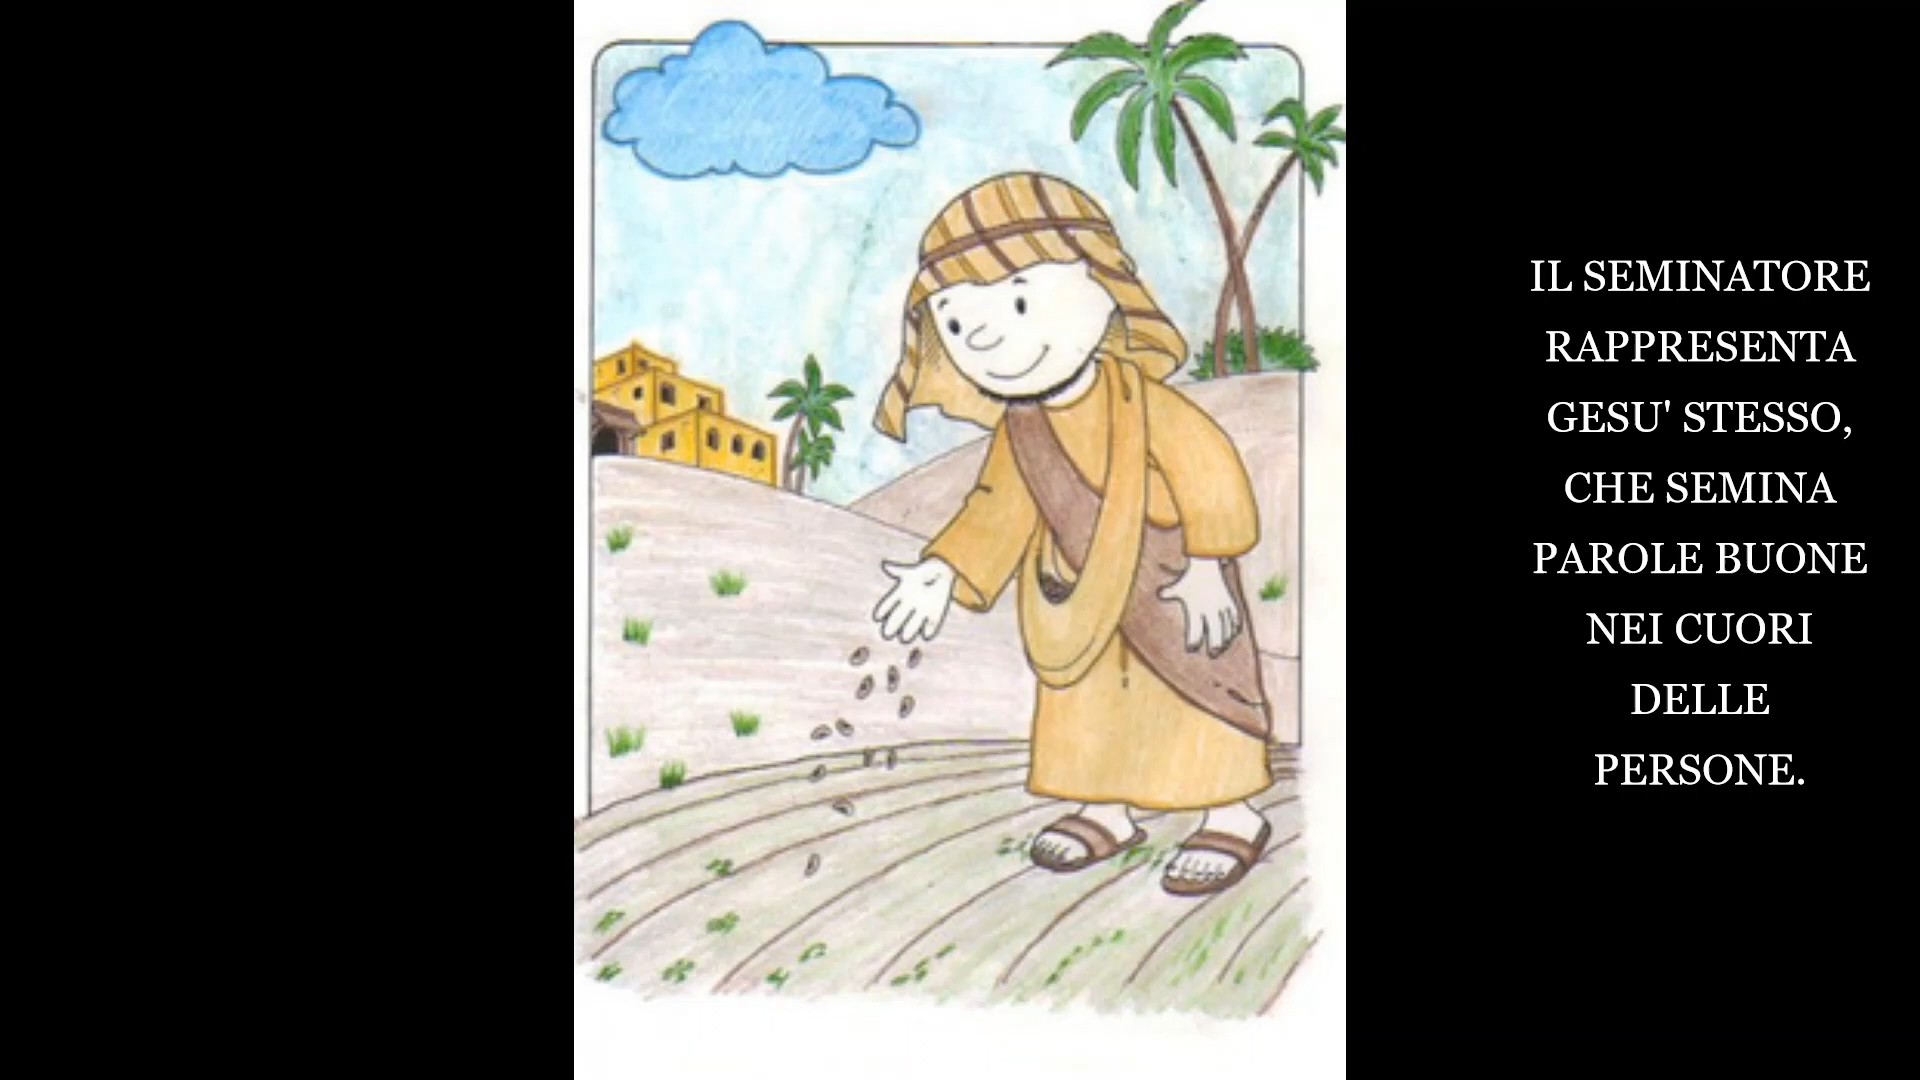 IL SEMINATORE
RAPPRESENTA
GESU' STESSO,
CHE SEMINA
PAROLE BUONE
NEI CUORI
DELLE
PERSONE.